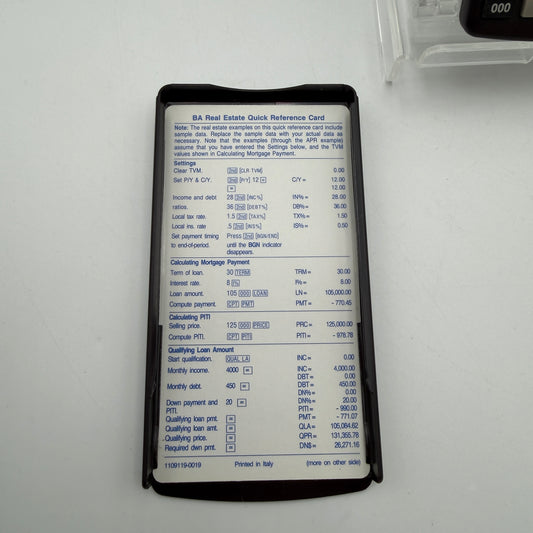 000
BA Real Estate Quick Reference Card
Note: The real estate examples on this quick reference card include
sample data. Replace the sample data with your actual data as
necessary. Note that the examples (through the APR example)
assume that you have entered the Settings below, and the TVM
values shown in Calculating Mortgage Payment.
Settings
Clear TVM. 2nd [CLR TVM] 0.00
Set P/Y & C/Y. 2nd [P/Y] 12 = C/Y= 12.00
= 12.00
Income and debt 28 2nd [INC%] IN%= 28.00
ratios. 36 2nd [DEBT%] DB%= 36.00
Local tax rate. 1.5 2nd [TAX%] TX%= 1.50
Local ins. rate .5 2nd [INS%] IS%= 0.50
Set payment timing Press 2nd [BGN/END]
to end-of-period. until the BGN indicator
disappears.
Calculating Mortgage Payment
Term of loan. 30 TERM TRM= 30.00
Interest rate. 8 I% I%= 8.00
Loan amount. 105 000 LOAN LN= 105,000.00
Compute payment. CPT PMT PMT= -770.45
Calculating PITI
Selling price. 125 000 PRICE PRC= 125,000.00
Compute PITI. CPT PITI PITI= -978.78
Qualifying Loan Amount
Start qualification. QUAL LA INC= 0.00
Monthly income. 4000 = INC= 4,000.00
DBT= 0.00
Monthly debt. 450 = DBT= 450.00
DN%= 0.00
Down payment and 20 = DN%= 20.00
PITI. PITI= -990.00
Qualifying loan pmt. = PMT= -771.07
Qualifying loan amt. = QLA= 105,084.62
Qualifying price. = QPR= 131,355.78
Required dwn pmt. = DN$= 26,271.16
1109119-0019 Printed in Italy (more on other side)